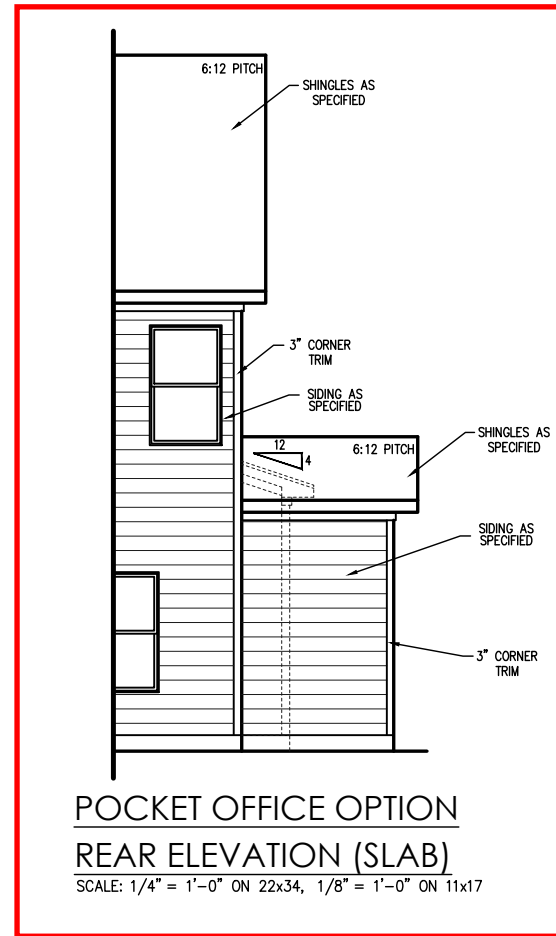 6:12 PITCH
SHINGLES AS
SPECIFIED
3" CORNER
TRIM
SIDING AS
SPECIFIED
12
4
6:12 PITCH
SHINGLES AS
SPECIFIED
SIDING AS
SPECIFIED
3" CORNER
TRIM
POCKET OFFICE OPTION
REAR ELEVATION (SLAB)
SCALE: 1/4" = 1'-0" ON 22x34, 1/8" = 1'-0" ON 11x17